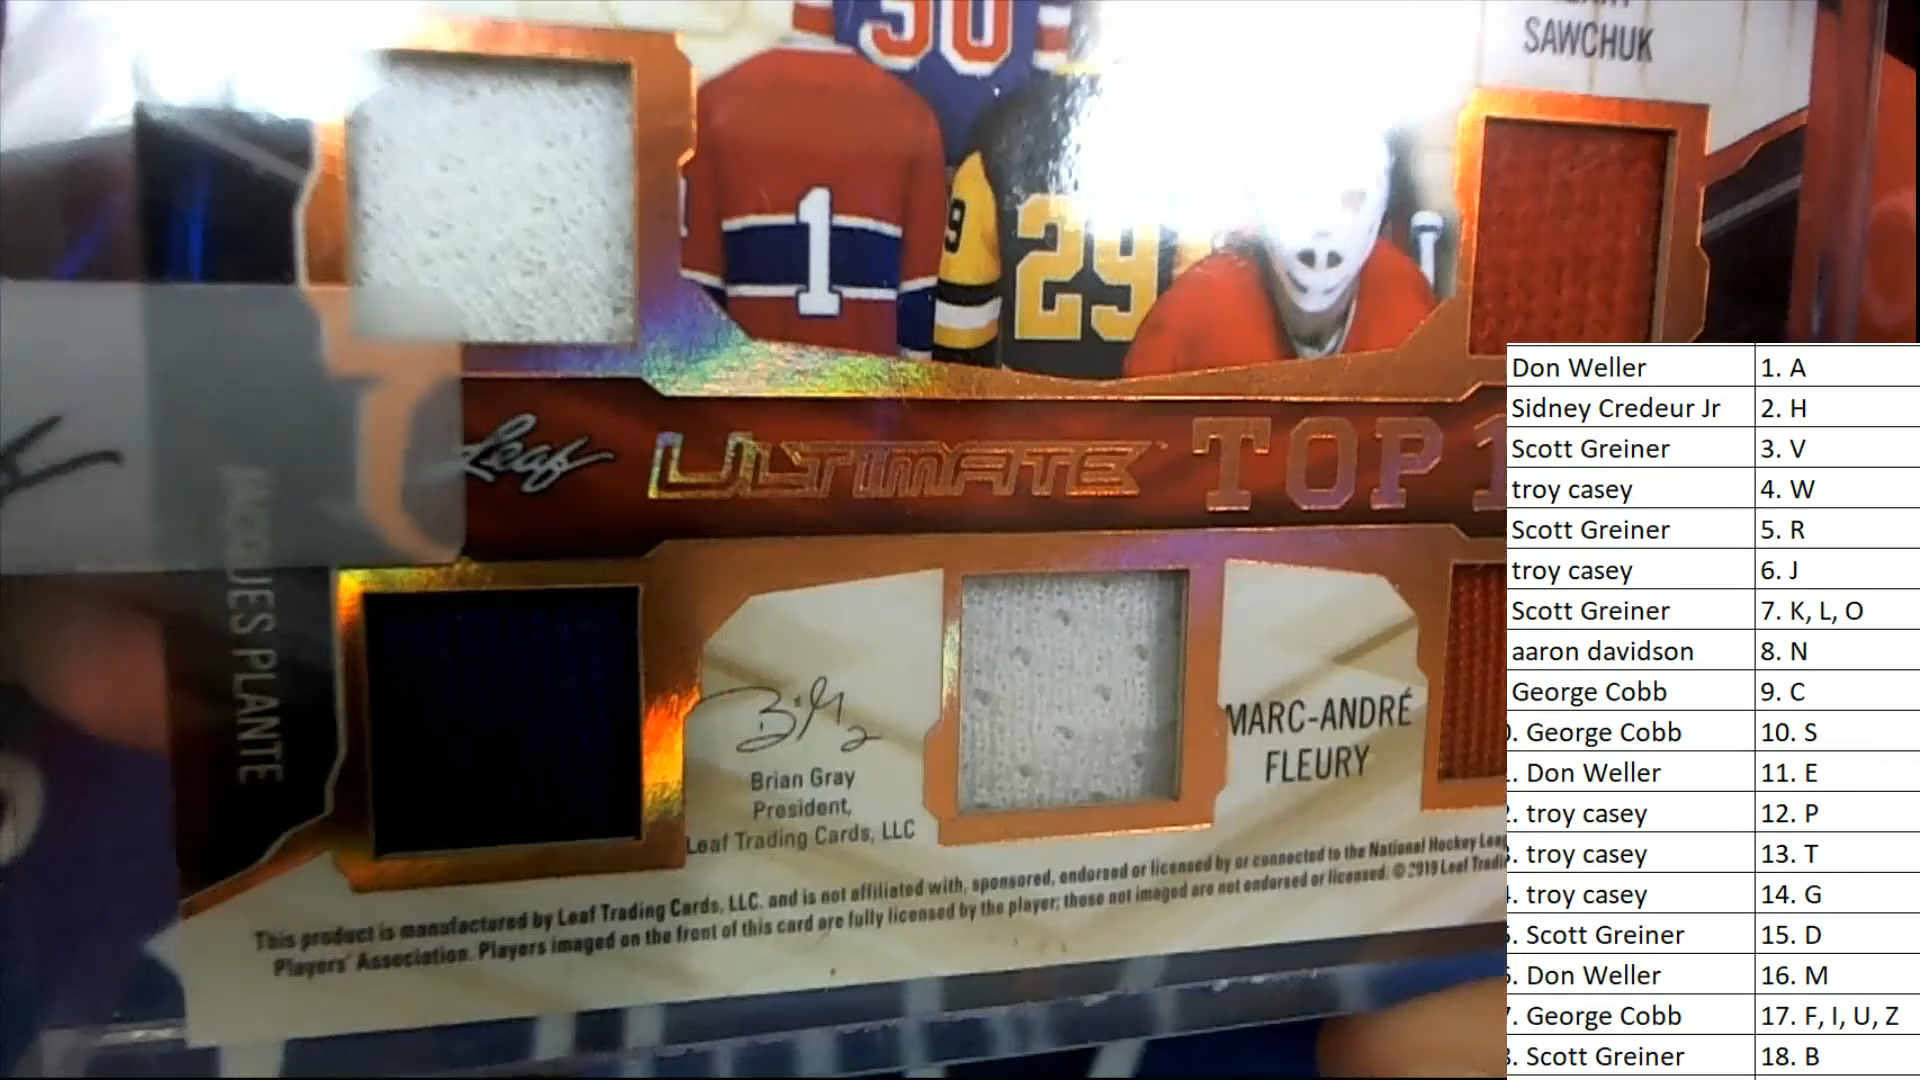 SAWCHUK
30
1
9
29
Leaf ULTIMATE TOP 1
JACQUES PLANTE
Brian Gray
President,
Leaf Trading Cards, LLC
MARC-ANDRÉ
FLEURY
This product is manufactured by Leaf Trading Cards, LLC. and is not affiliated with, sponsored, endorsed or licensed by or connected to the National Hockey
Players' Association. Players imaged on the front of this card are fully licensed by the player; those not imaged are not endorsed or licensed. © 2019 Leaf
Don Weller 1. A
Sidney Credeur Jr 2. H
Scott Greiner 3. V
troy casey 4. W
Scott Greiner 5. R
troy casey 6. J
Scott Greiner 7. K, L, O
aaron davidson 8. N
George Cobb 9. C
. George Cobb 10. S
. Don Weller 11. E
. troy casey 12. P
. troy casey 13. T
. troy casey 14. G
. Scott Greiner 15. D
. Don Weller 16. M
. George Cobb 17. F, I, U, Z
. Scott Greiner 18. B